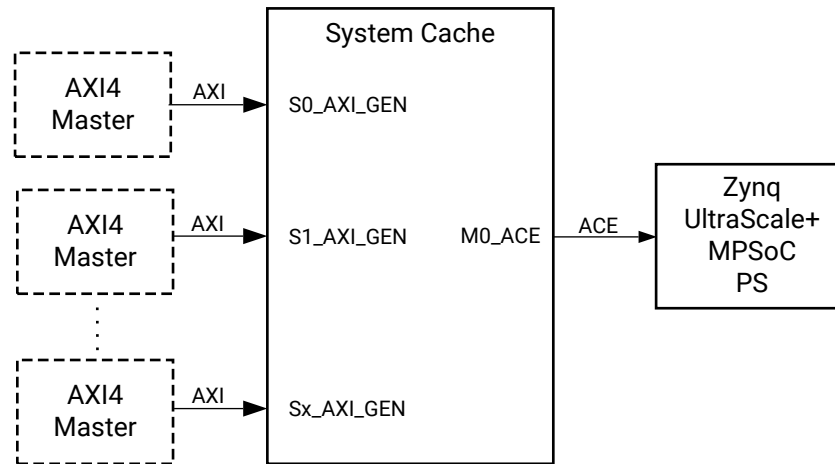 System Cache
AXI4
Master
AXI
S0_AXI_GEN
AXI4
Master
AXI
S1_AXI_GEN
M0_ACE
ACE
Zynq
UltraScale+
MPSoC
PS
AXI4
Master
AXI
Sx_AXI_GEN